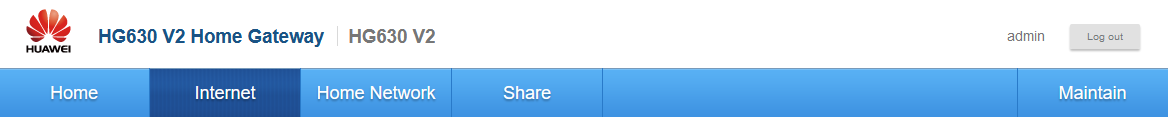 HUAWEI
HG630 V2 Home Gateway HG630 V2
admin Log out
Home Internet Home Network Share Maintain